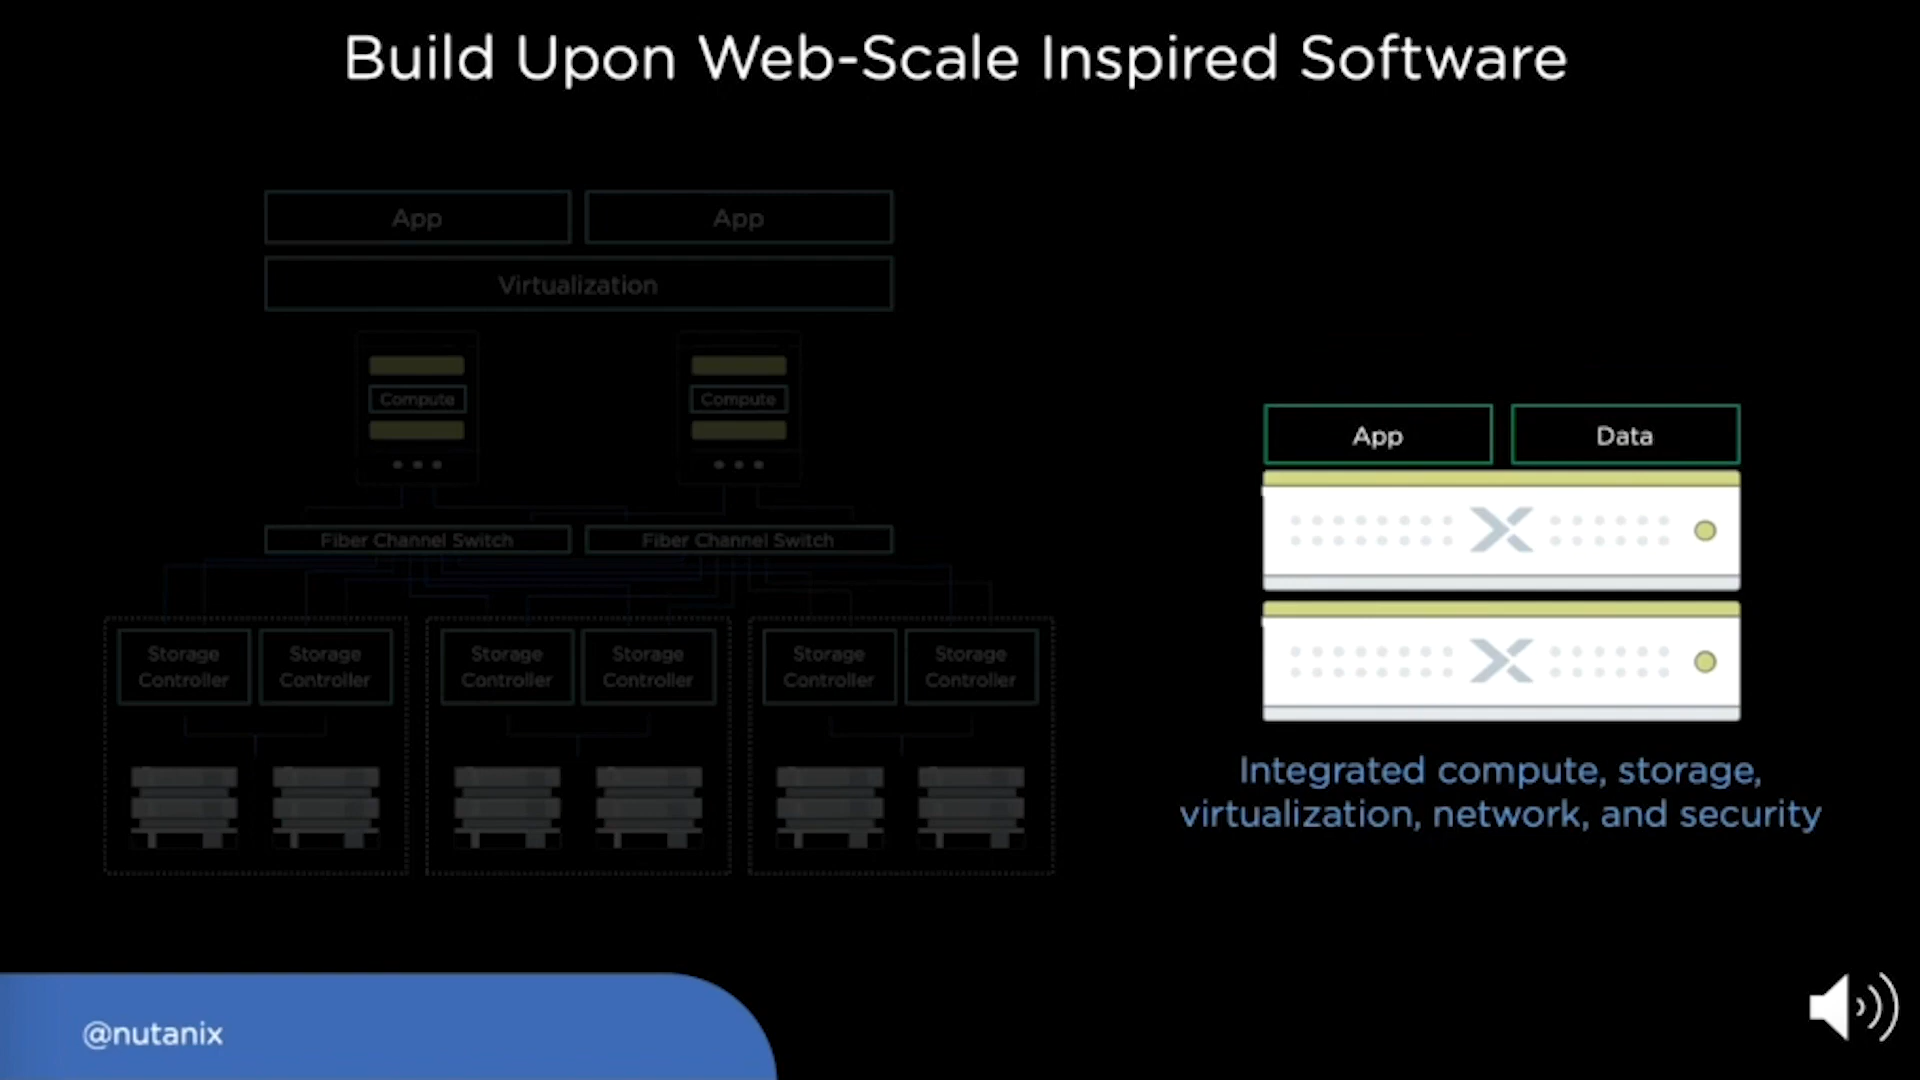 Build Upon Web-Scale Inspired Software
App
App
Virtualization
Compute
Compute
Fiber Channel Switch
Fiber Channel Switch
Storage
Controller
Storage
Controller
Storage
Controller
Storage
Controller
Storage
Controller
Storage
Controller
App
Data
Integrated compute, storage,
virtualization, network, and security
@nutanix